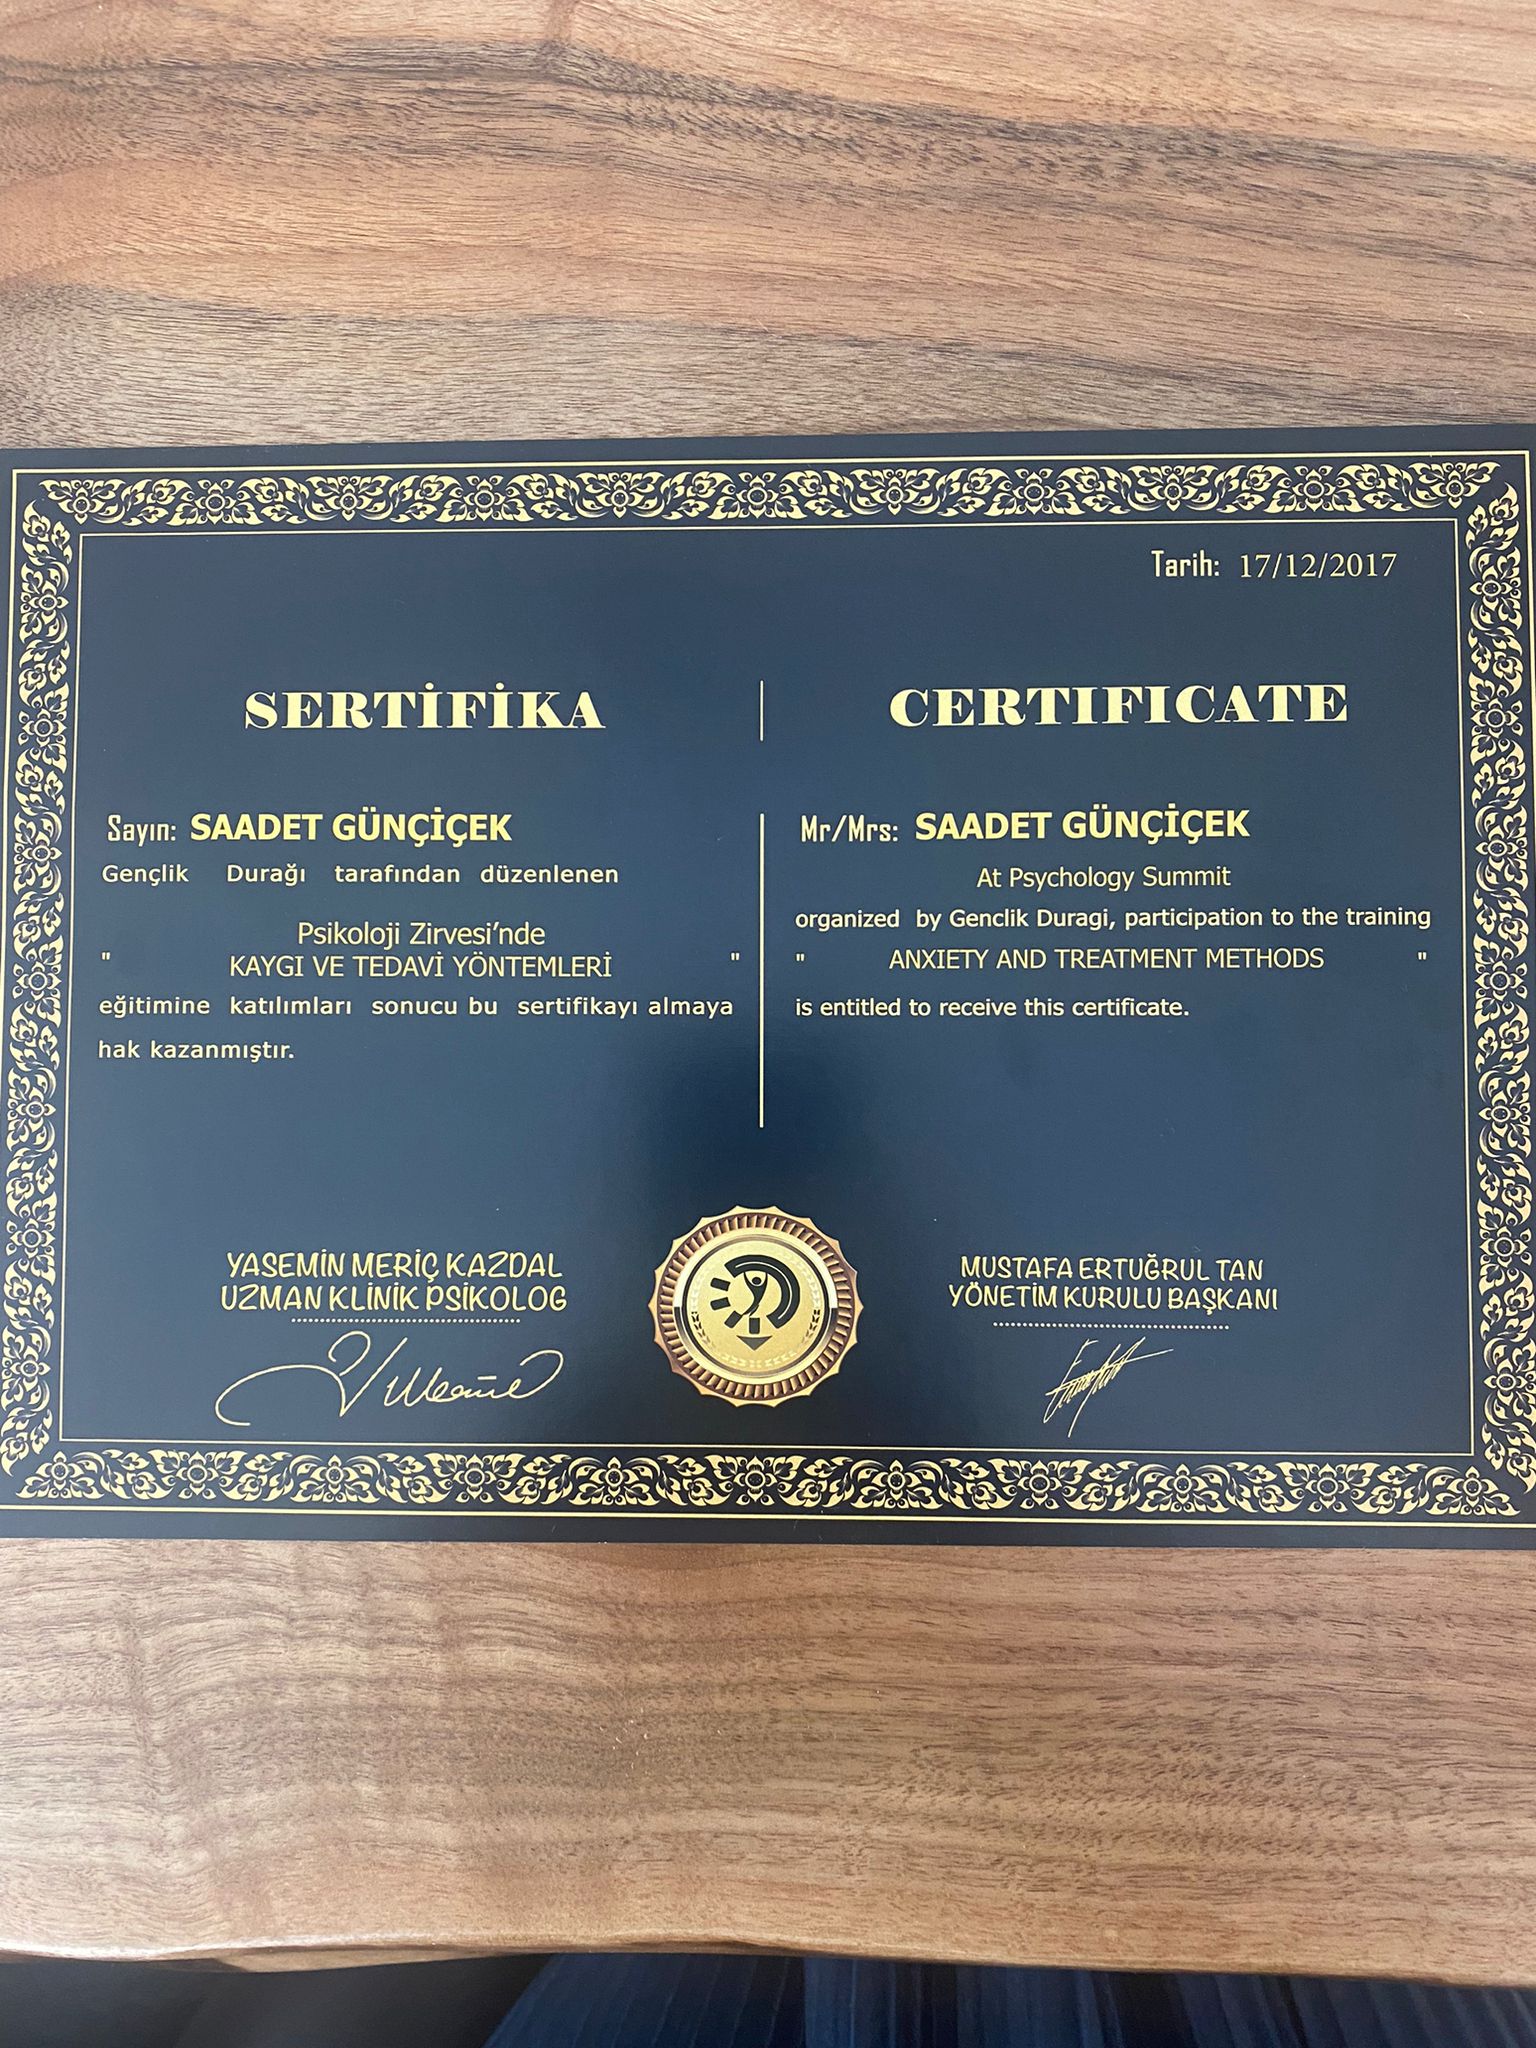 Tarih: 17/12/2017
SERTİFİKA
Sayın: SAADET GÜNÇİÇEK
Gençlik Durağı tarafından düzenlenen
Psikoloji Zirvesi'nde
" KAYGI VE TEDAVİ YÖNTEMLERİ "
eğitimine katılımları sonucu bu sertifikayı almaya
hak kazanmıştır.
CERTIFICATE
Mr/Mrs: SAADET GÜNÇİÇEK
At Psychology Summit
organized by Genclik Duragi, participation to the training
" ANXIETY AND TREATMENT METHODS "
is entitled to receive this certificate.
YASEMİN MERİÇ KAZDAL
UZMAN KLİNİK PSİKOLOG
MUSTAFA ERTUĞRUL TAN
YÖNETİM KURULU BAŞKANI